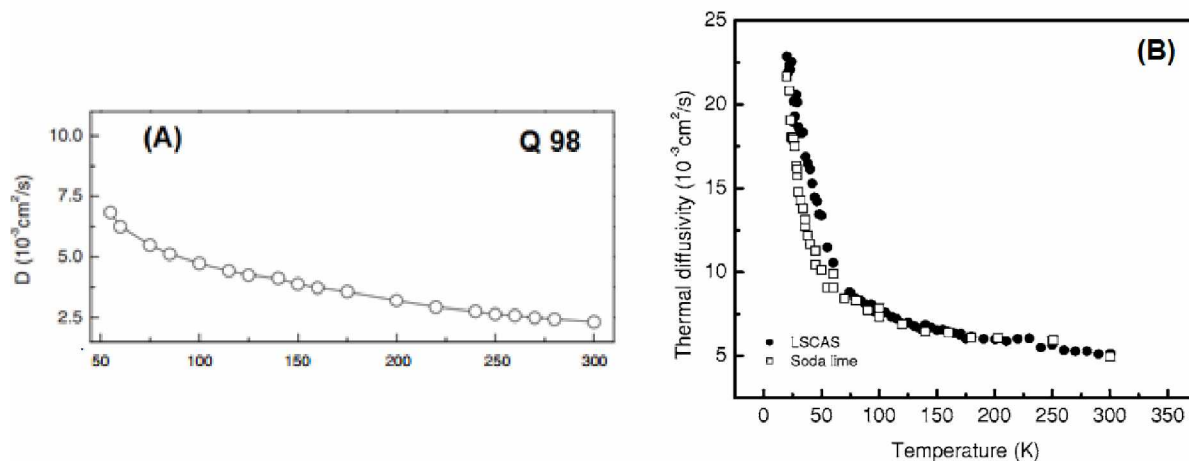 (A)
Q 98
D (10⁻³cm²/s)
10.0
7.5
5.0
2.5
50 100 150 200 250 300
(B)
Thermal diffusivity (10⁻³cm²/s)
25
20
15
10
5
LSCAS
Soda lime
0 50 100 150 200 250 300 350
Temperature (K)